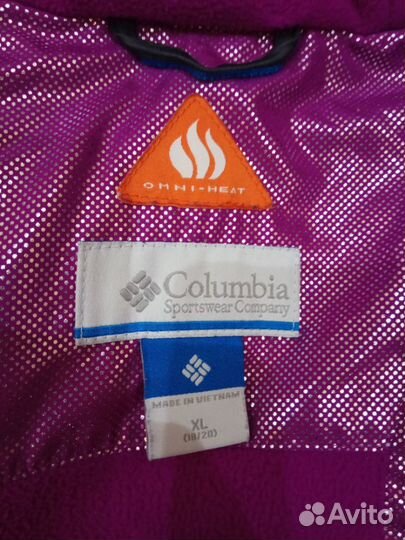 OMNI-HEAT
Columbia
Sportswear Company
MADE IN VIETNAM
XL
(18/20)
Avito